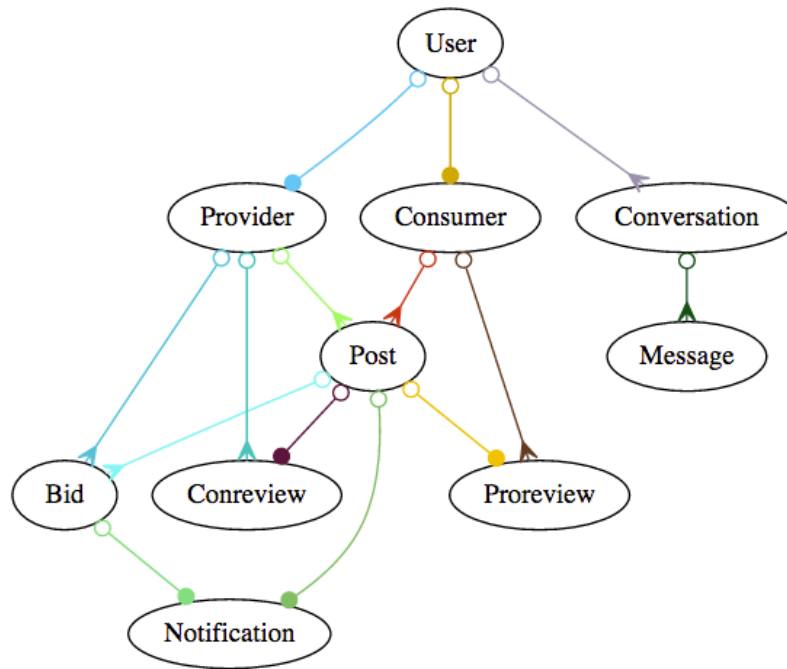 User
Provider
Consumer
Conversation
Post
Message
Bid
Conreview
Proreview
Notification